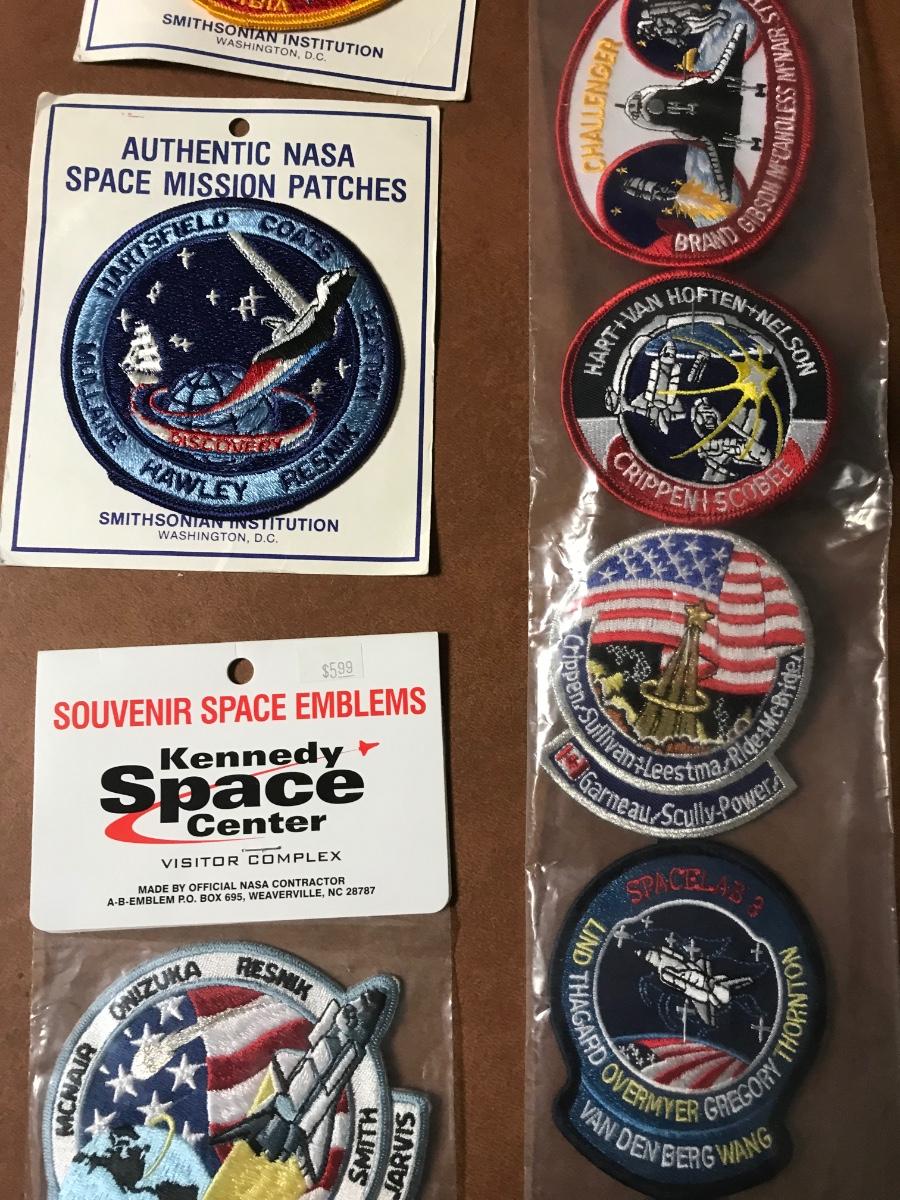 SMITHSONIAN INSTITUTION
WASHINGTON, D.C.
AUTHENTIC NASA
SPACE MISSION PATCHES
HARTSFIELD COATS
WALKER
RESNIK
HAWLEY
MULLANE
DISCOVERY
SMITHSONIAN INSTITUTION
WASHINGTON, D.C.
$5.99
SOUVENIR SPACE EMBLEMS
Kennedy
Space
Center
VISITOR COMPLEX
MADE BY OFFICIAL NASA CONTRACTOR
A-B-EMBLEM P.O. BOX 695, WEAVERVILLE, NC 28787
MCNAIR ONIZUKA RESNIK
SMITH
JARVIS
CHALLENGER
BRAND GIBSON McCANDLESS McNAIR
HART+VAN HOFTEN+NELSON
CRIPPEN+SCOBEE
Crippen Sullivan Leestma Ride McBride
Garneau Scully-Power
SPACELAB 3
LIND THAGARD OVERMYER GREGORY THORNTON
VAN DEN BERG WANG